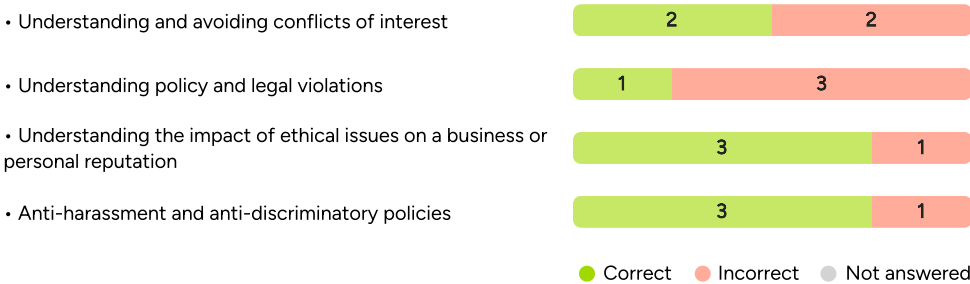 • Understanding and avoiding conflicts of interest
2 2
• Understanding policy and legal violations
1 3
• Understanding the impact of ethical issues on a business or
personal reputation
3 1
• Anti-harassment and anti-discriminatory policies
3 1
Correct Incorrect Not answered